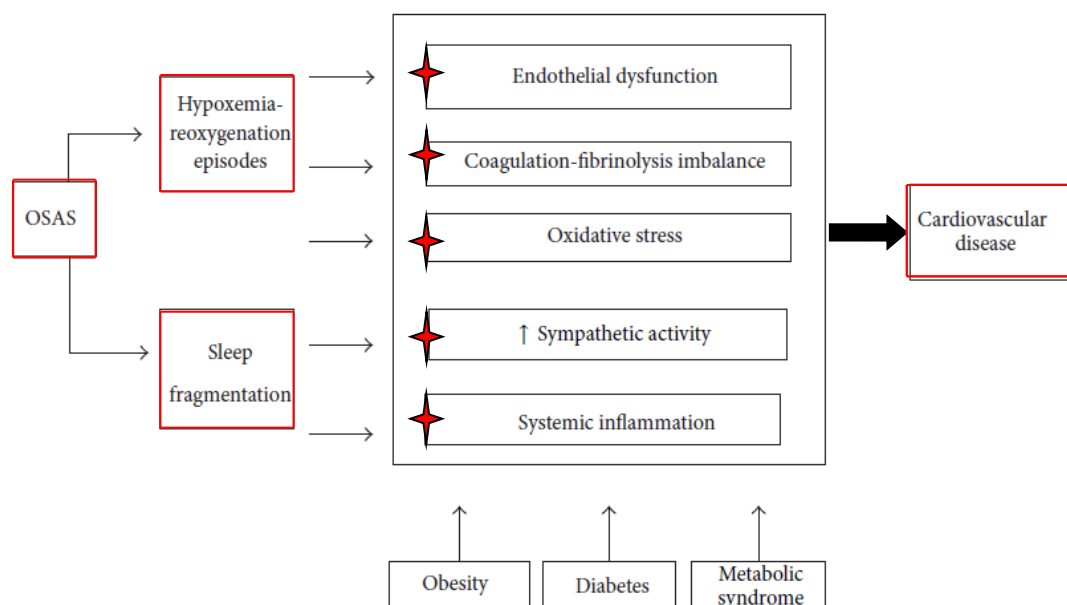 OSAS
Hypoxemia-
reoxygenation
episodes
Sleep
fragmentation
Endothelial dysfunction
Coagulation-fibrinolysis imbalance
Oxidative stress
↑ Sympathetic activity
Systemic inflammation
Cardiovascular
disease
Obesity
Diabetes
Metabolic
syndrome